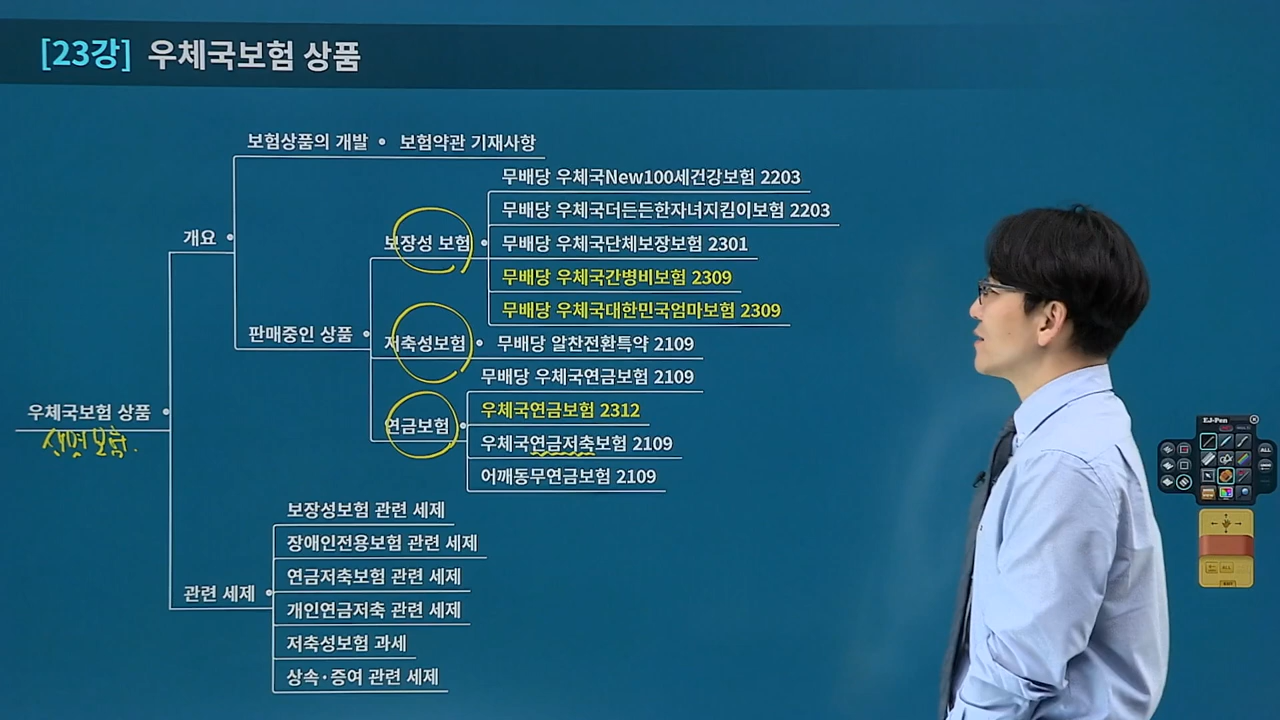 [23강] 우체국보험 상품
보험상품의 개발 • 보험약관 기재사항
무배당 우체국New100세건강보험 2203
무배당 우체국더든든한자녀지킴이보험 2203
개요
보장성 보험
무배당 우체국단체보장보험 2301
무배당 우체국간병비보험 2309
무배당 우체국대한민국엄마보험 2309
판매중인 상품
저축성보험 • 무배당 알찬전환특약 2109
무배당 우체국연금보험 2109
우체국보험 상품
생명보험.
연금보험
우체국연금보험 2312
우체국연금저축보험 2109
어깨동무연금보험 2109
보장성보험 관련 세제
장애인전용보험 관련 세제
연금저축보험 관련 세제
관련 세제
개인연금저축 관련 세제
저축성보험 과세
상속·증여 관련 세제
EJ-Pen
ALL
ALL
EXIT